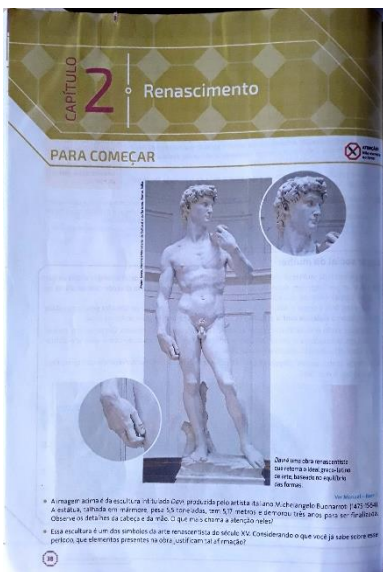 CAPÍTULO
2
Renascimento
PARA COMEÇAR
ATENÇÃO!
Davi é uma obra renascentista
que retoma o ideal greco-latino
de arte, baseado no equilíbrio
das formas.
A imagem acima é da escultura intitulada Davi, produzida pelo artista italiano Michelangelo Buonarroti (1475-1564).
A estátua, talhada em mármore, pesa 5,5 toneladas, tem 5,17 metros e demorou três anos para ser finalizada.
Observe os detalhes da cabeça e da mão. O que mais chama a atenção neles?
Essa escultura é um dos símbolos da arte renascentista do século XV. Considerando o que você já sabe sobre esse
período, que elementos presentes na obra justificam tal afirmação?
38